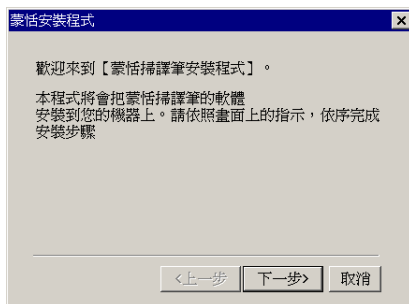 蒙恬安裝程式
歡迎來到【蒙恬掃譯筆安裝程式】。
本程式將會把蒙恬掃譯筆的軟體
安裝到您的機器上。請依照畫面上的指示，依序完成
安裝步驟
<上一步
下一步>
取消